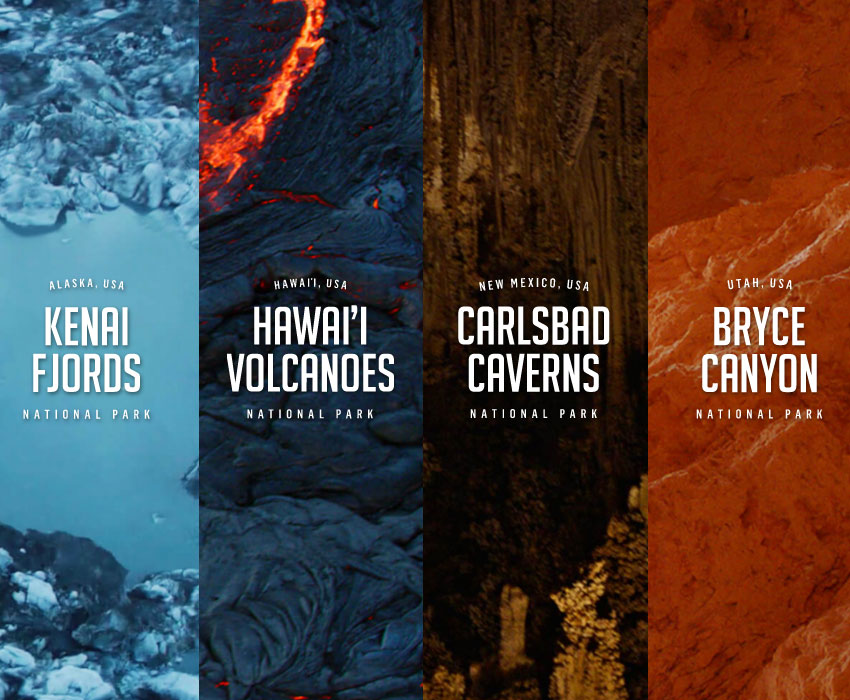 ALASKA, USA
KENAI
FJORDS
NATIONAL PARK
HAWAI'I, USA
HAWAI'I
VOLCANOES
NATIONAL PARK
NEW MEXICO, USA
CARLSBAD
CAVERNS
NATIONAL PARK
UTAH, USA
BRYCE
CANYON
NATIONAL PARK